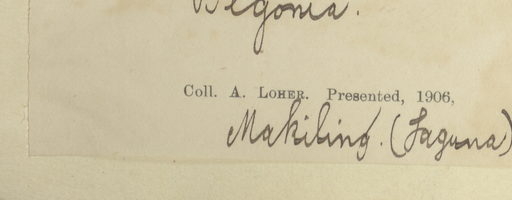 Begonia.
Coll. A. Loher. Presented, 1906,
Makiling. (Laguna)